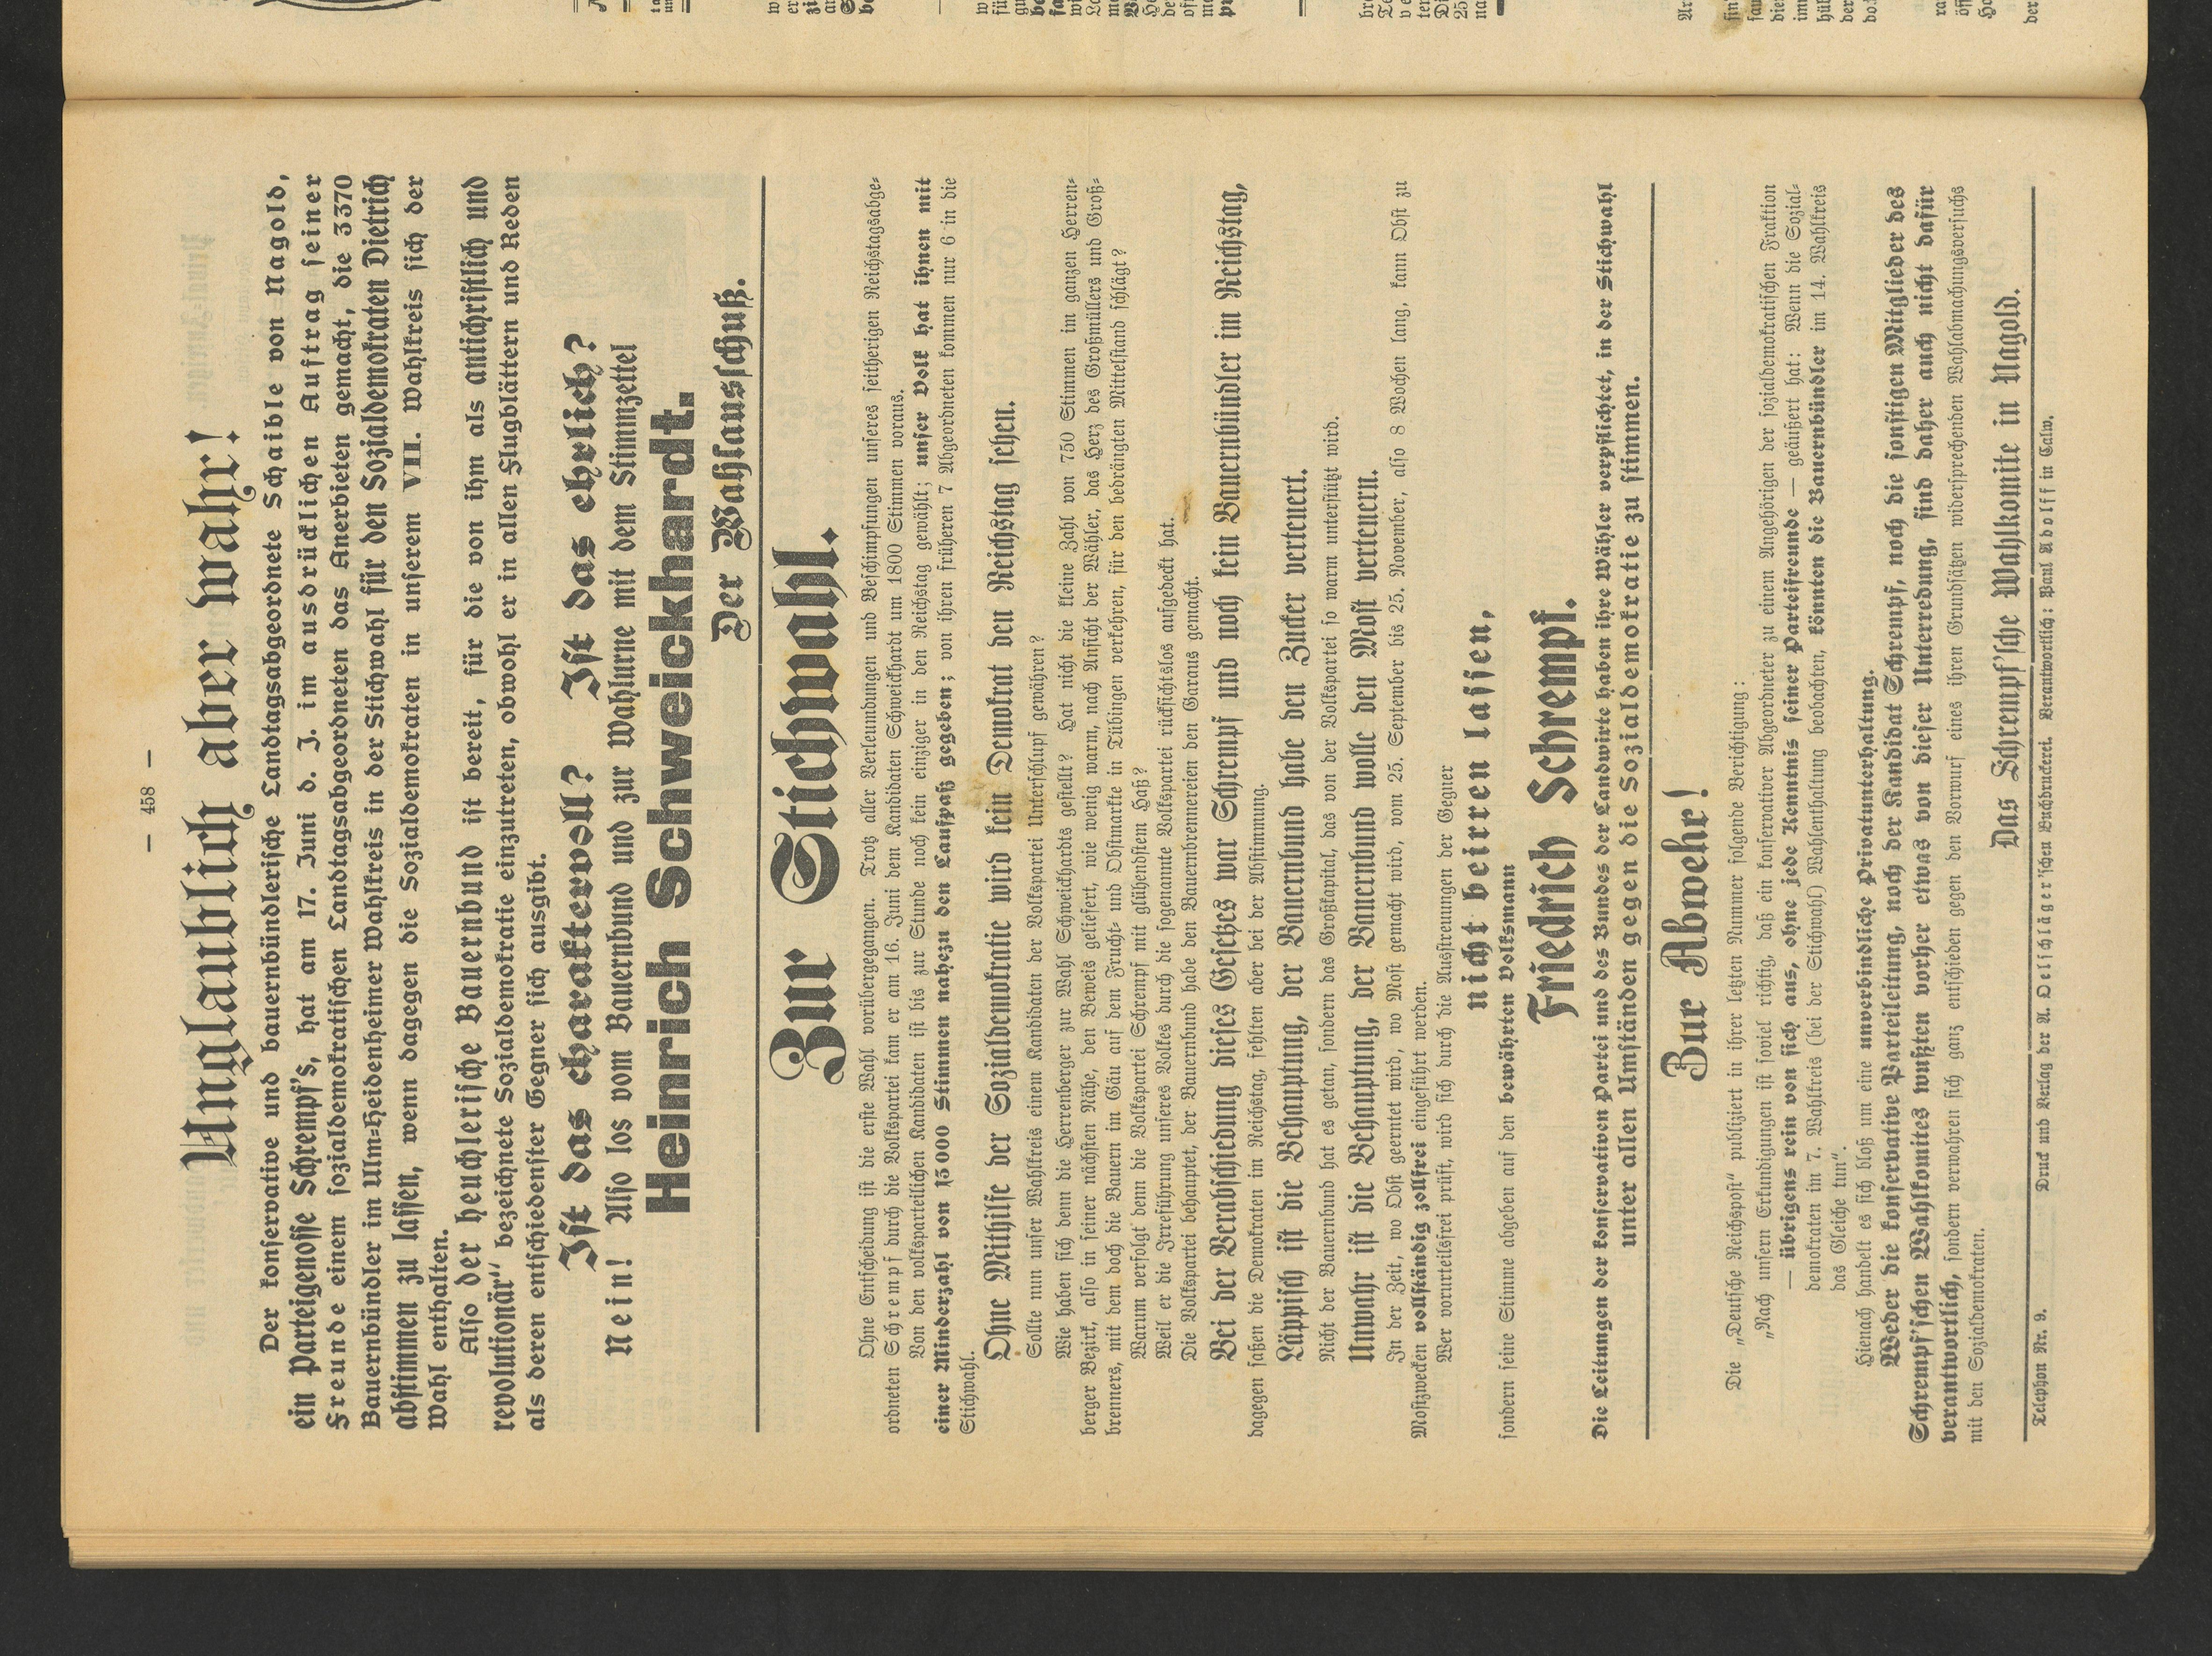 — 458 —
Unglaublich aber wahr!
Der konservative und bauernbündlerische Landtagsabgeordnete Schaible von Nagold,
ein Parteigenosse Schrempf's, hat am 17. Juni d. J. im ausdrücklichen Auftrag seiner
Freunde einem sozialdemokratischen Landtagsabgeordneten das Anerbieten gemacht, die 3370
Bauernbündler im Ulm-Heidenheimer Wahlkreis in der Stichwahl für den Sozialdemokraten Dietrich
abstimmen zu lassen, wenn dagegen die Sozialdemokraten in unserem VII. Wahlkreis sich der
Wahl enthalten.
Also der heuchlerische Bauernbund ist bereit, für die von ihm als antichristlich und
revolutionär" bezeichnete Sozialdemokratie einzutreten, obwohl er in allen Flugblättern und Reden
als deren entschiedenster Gegner sich ausgibt.
Ist das charaktervoll? Ist das ehrlich?
Nein! Also los vom Bauernbund und zur Wahlurne mit dem Stimmzettel
Heinrich Schweickhardt.
Der Wahlausschuß.
Zur Stichwahl.
Ohne Entscheidung ist die erste Wahl vorübergegangen. Trotz aller Verleumdungen und Beschimpfungen unseres seitherigen Reichstagsabge-
ordneten Schrempf durch die Volkspartei kam er am 16. Juni dem Kandidaten Schweickhardt um 1800 Stimmen voraus.
Von den volksparteilichen Kandidaten ist bis zur Stunde noch kein einziger in den Reichstag gewählt; unser Volk hat ihnen mit
einer Minderzahl von 15000 Stimmen nahezu den Laufpaß gegeben; von ihren früheren 7 Abgeordneten kommen nur 6 in die
Stichwahl.
Ohne Mithilfe der Sozialdemokratie wird kein Demokrat den Reichstag sehen.
Sollte nun unser Wahlkreis einem Kandidaten der Volkspartei Unterschlupf gewähren?
Wie haben sich denn die Herrenberger zur Wahl Schweickhardts gestellt? Hat nicht die kleine Zahl von 750 Stimmen im ganzen Herren-
berger Bezirk, also in seiner nächsten Nähe, den Beweis geliefert, wie wenig warm, nach Ansicht der Wähler, das Herz des Großmüllers und Groß-
brenners, mit dem doch die Bauern im Gäu auf dem Frucht- und Obstmarkte in Tübingen verkehren, für den bedrängten Mittelstand schlägt?
Warum verfolgt denn die Volkspartei Schrempf mit glühendstem Haß?
Weil er die Irreführung unseres Volkes durch die sogenannte Volkspartei rücksichtslos aufgedeckt hat.
Die Volkspartei behauptet, der Bauernbund habe den Bauernbrennereien den Garaus gemacht.
Bei der Verabschiedung dieses Gesetzes war Schrempf und noch kein Bauernbündler im Reichstag,
dagegen saßen die Demokraten im Reichstag, fehlten aber bei der Abstimmung.
Läppisch ist die Behauptung, der Bauernbund habe den Zucker verteuert.
Nicht der Bauernbund hat es getan, sondern das Großkapital, das von der Volkspartei so warm unterstützt wird.
Unwahr ist die Behauptung, der Bauernbund wolle den Most verteuern.
In der Zeit, wo Obst geerntet wird, wo Most gemacht wird, vom 25. September bis 25. November, also 8 Wochen lang, kann Obst zu
Mostzwecken vollständig zollfrei eingeführt werden.
Wer vorurteilsfrei prüft, wird sich durch die Ausstreuungen der Gegner
nicht beirren lassen,
sondern seine Stimme abgeben auf den bewährten Volksmann
Friedrich Schrempf.
Die Leitungen der konservativen Partei und des Bundes der Landwirte haben ihre Wähler verpflichtet, in der Stichwahl
unter allen Umständen gegen die Sozialdemokratie zu stimmen.
Zur Abwehr!
Die „Deutsche Reichspost" publiziert in ihrer letzten Nummer folgende Berichtigung:
„Nach unsern Erkundigungen ist soviel richtig, daß ein konservativer Abgeordneter zu einem Angehörigen der sozialdemokratischen Fraktion
— übrigens rein von sich aus, ohne jede Kenntnis seiner Parteifreunde — geäußert hat: Wenn die Sozial-
demokraten im 7. Wahlkreis (bei der Stichwahl) Wahlenthaltung beobachten, könnten die Bauernbündler im 14. Wahlkreis
das Gleiche tun".
Hienach handelt es sich bloß um eine unverbindliche Privatunterhaltung.
Weder die konservative Parteileitung, noch der Kandidat Schrempf, noch die sonstigen Mitglieder des
Schrempf'schen Wahlkomites wußten vorher etwas von dieser Unterredung, sind daher auch nicht dafür
verantwortlich, sondern verwahren sich ganz entschieden gegen den Vorwurf eines ihren Grundsätzen widersprechenden Wahlabmachungsversuchs
mit den Sozialdemokraten.
Das Schrempf'sche Wahlkomite in Nagold.
Telephon Nr. 9. Druck und Verlag der A. Oelschläger'schen Buchdruckerei. Verantwortlich: Paul Adolff in Calw.